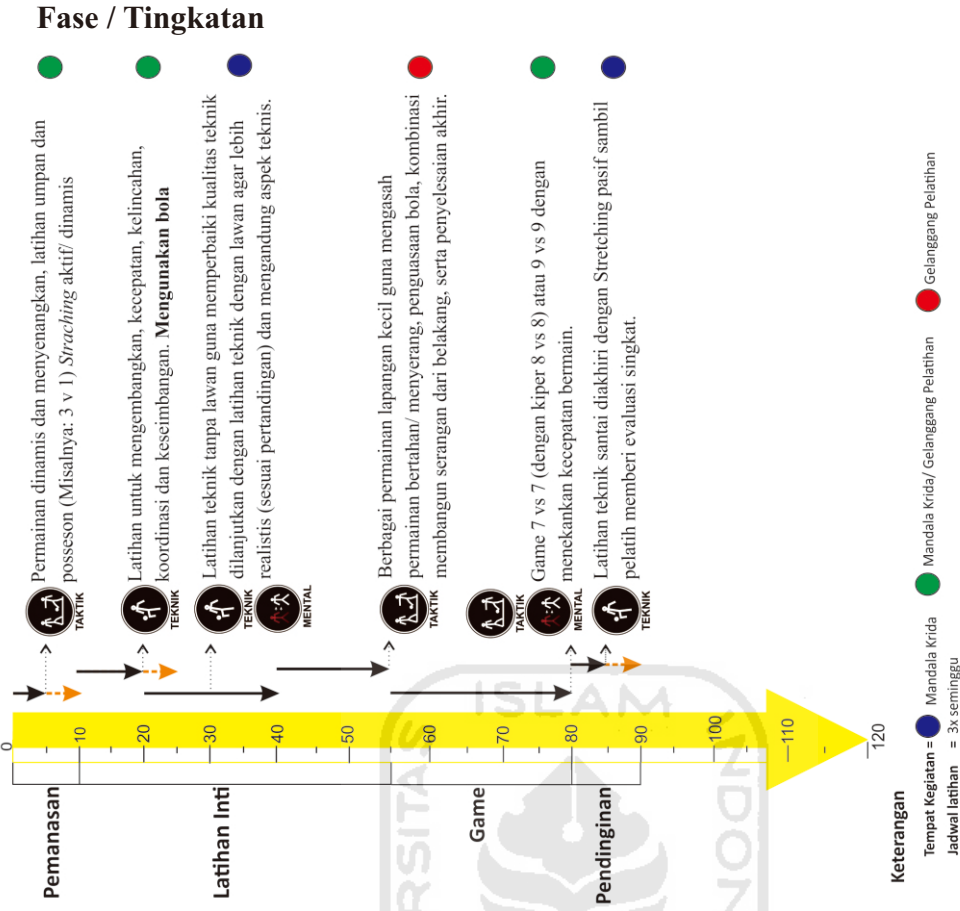 Fase / Tingkatan
Permainan dinamis dan menyenangkan, latihan umpan dan
posseson (Misalnya: 3 v 1) Straching aktif/ dinamis
TAKTIK
Latihan untuk mengembangkan, kecepatan, kelincahan,
koordinasi dan keseimbangan. Mengunakan bola
TEKNIK
Latihan teknik tanpa lawan guna memperbaiki kualitas teknik
dilanjutkan dengan latihan teknik dengan lawan agar lebih
realistis (sesuai pertandingan) dan mengandung aspek teknis.
TEKNIK
MENTAL
Berbagai permainan lapangan kecil guna mengasah
permainan bertahan/ menyerang, penguasaan bola, kombinasi
membangun serangan dari belakang, serta penyelesaian akhir.
TAKTIK
TAKTIK
Game 7 vs 7 (dengan kiper 8 vs 8) atau 9 vs 9 dengan
menekankan kecepatan bermain.
MENTAL
Latihan teknik santai diakhiri dengan Stretching pasif sambil
pelatih memberi evaluasi singkat.
TEKNIK
0
10
20
30
40
50
60
70
80
90
100
110
120
Pemanasan
Latihan Inti
Game
Pendinginan
ISLAM
Keterangan
Tempat Kegiatan = Mandala Krida Mandala Krida/ Gelanggang Pelatihan Gelanggang Pelatihan
Jadwal latihan = 3x seminggu